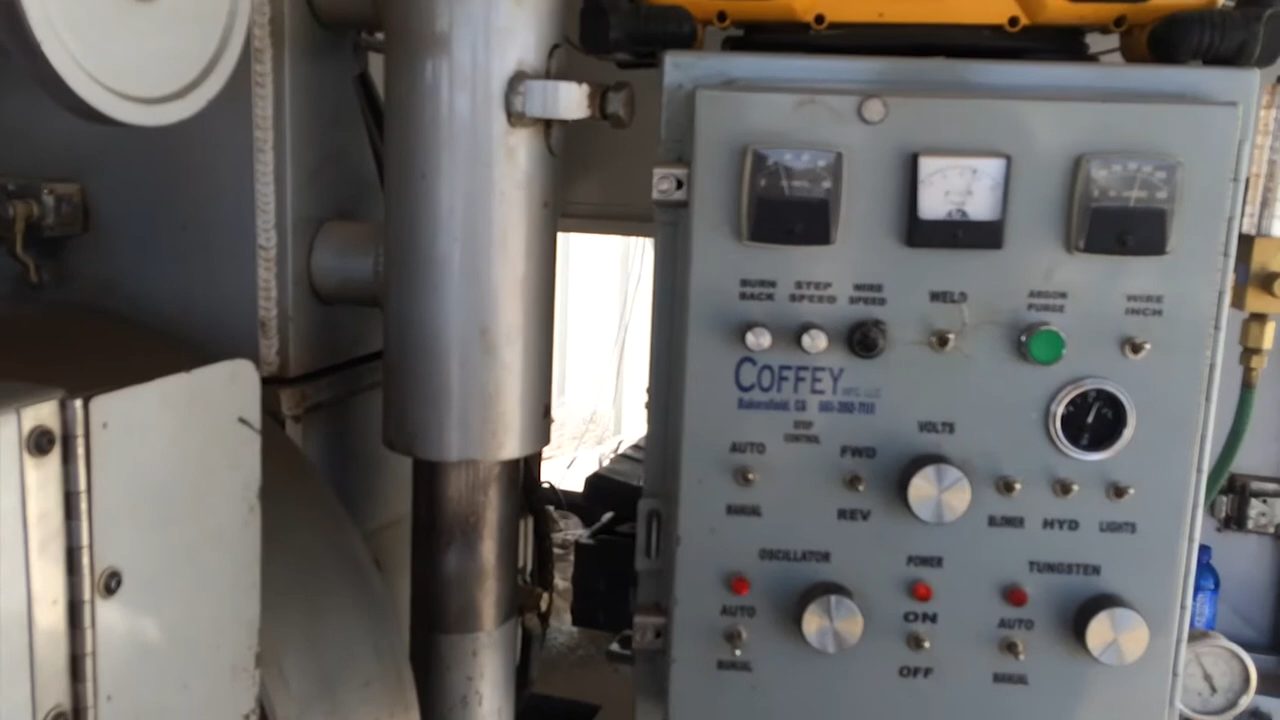 BURN BACK
STEP SPEED
WIRE SPEED
WELD
ARGON PURGE
WIRE INCH
COFFEY
Bakersfield, CA
STEP CONTROL
VOLTS
AUTO
FWD
MANUAL
REV
BLOWER
HYD
LIGHTS
OSCILLATOR
POWER
TUNGSTEN
AUTO
ON
AUTO
MANUAL
OFF
MANUAL